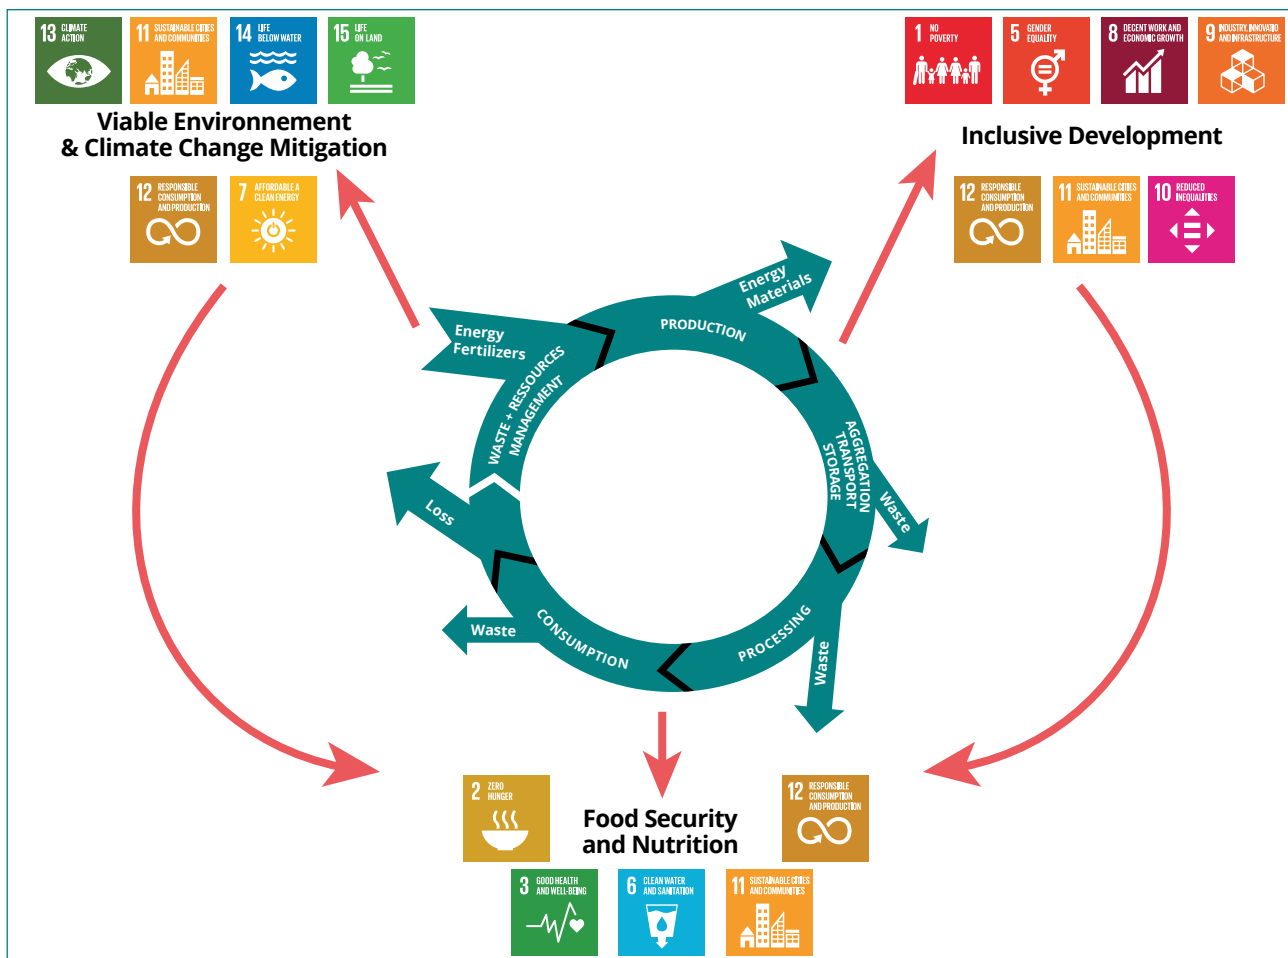 13 CLIMATE
ACTION
11 SUSTAINABLE CITIES
AND COMMUNITIES
14 LIFE
BELOW WATER
15 LIFE
ON LAND
Viable Environnement
& Climate Change Mitigation
12 RESPONSIBLE
CONSUMPTION
AND PRODUCTION
7 AFFORDABLE A
CLEAN ENERGY
1 NO
POVERTY
5 GENDER
EQUALITY
8 DECENT WORK AND
ECONOMIC GROWTH
9 INDUSTRY, INNOVATIO
AND INFRASTRUCTURE
Inclusive Development
12 RESPONSIBLE
CONSUMPTION
AND PRODUCTION
11 SUSTAINABLE CITIES
AND COMMUNITIES
10 REDUCED
INEQUALITIES
Energy
Materials
PRODUCTION
Energy
Fertilizers
WASTE + RESSOURCES
MANAGEMENT
AGGREGATION
TRANSPORT
STORAGE
Waste
Loss
Waste
CONSUMPTION
PROCESSING
Waste
2 ZERO
HUNGER
Food Security
and Nutrition
12 RESPONSIBLE
CONSUMPTION
AND PRODUCTION
3 GOOD HEALTH
AND WELL-BEING
6 CLEAN WATER
AND SANITATION
11 SUSTAINABLE CITIES
AND COMMUNITIES